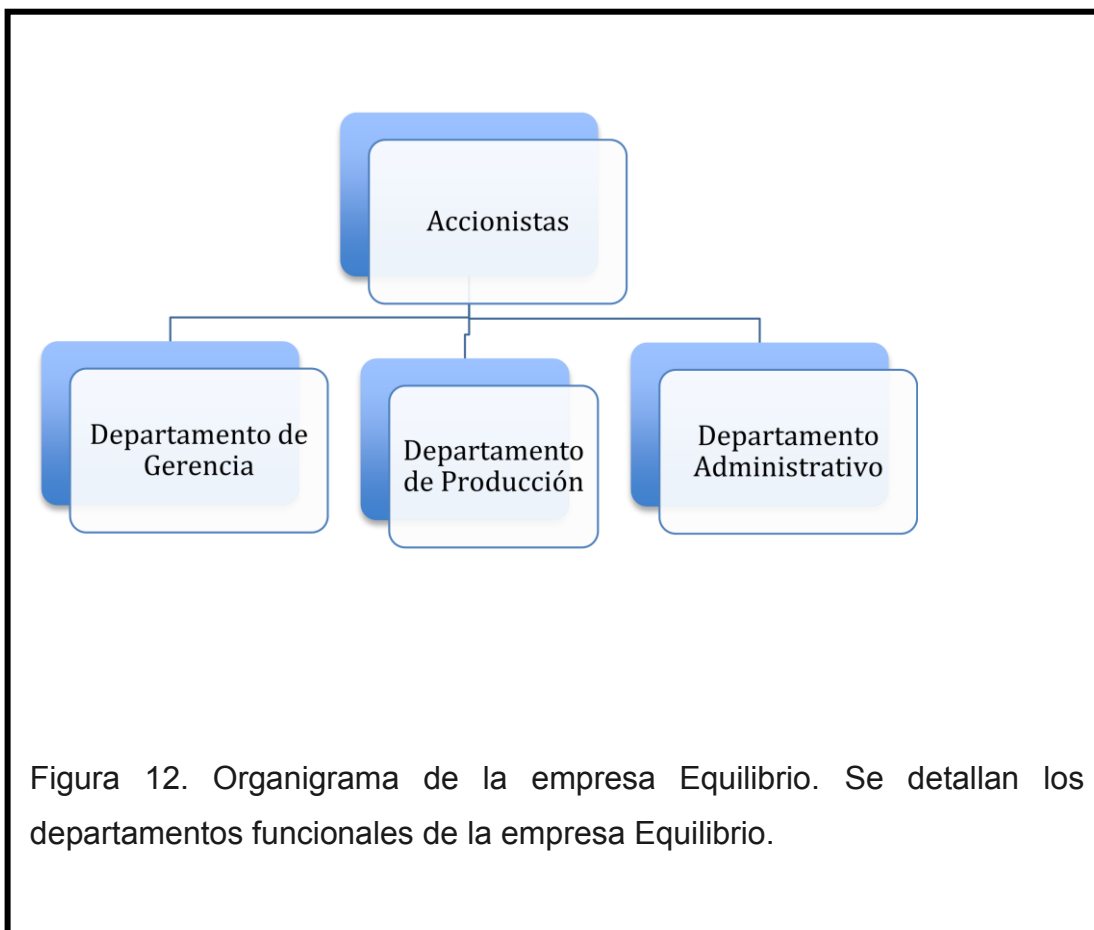 Accionistas
Departamento de
Gerencia
Departamento
de Producción
Departamento
Administrativo
Figura 12. Organigrama de la empresa Equilibrio. Se detallan los
departamentos funcionales de la empresa Equilibrio.